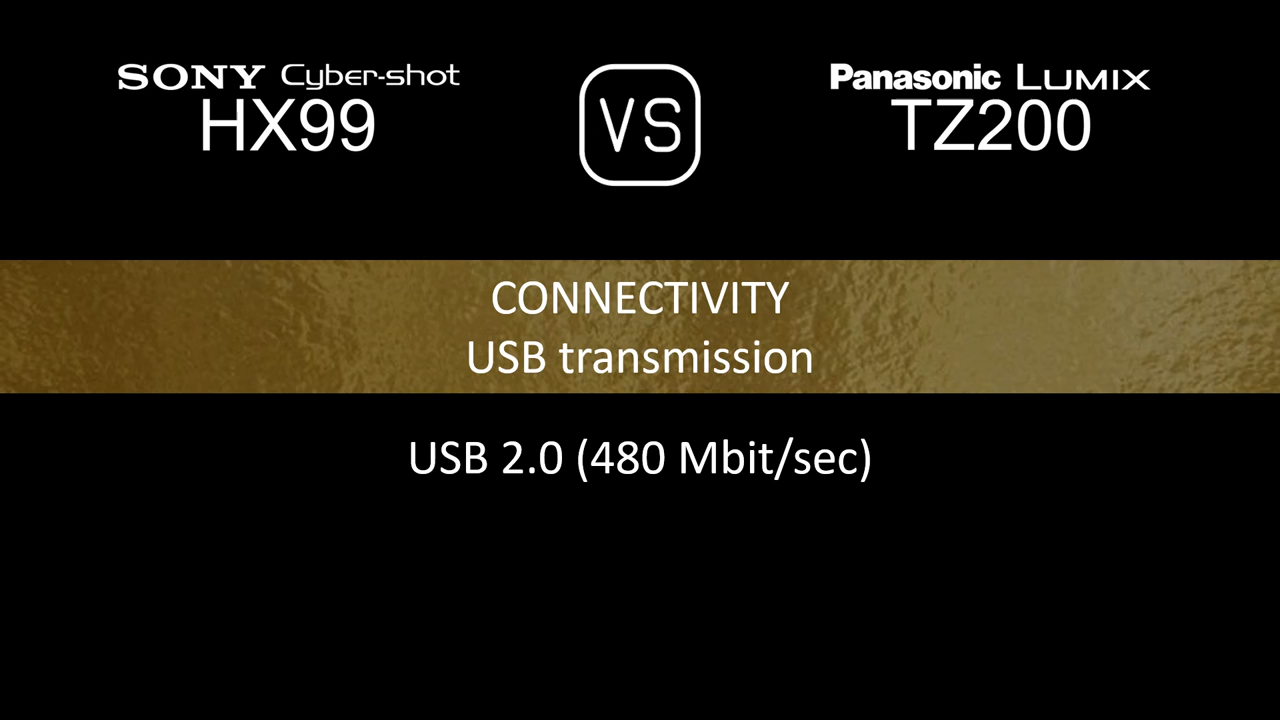 SONY Cyber-shot
HX99
VS
Panasonic LUMIX
TZ200
CONNECTIVITY
USB transmission
USB 2.0 (480 Mbit/sec)